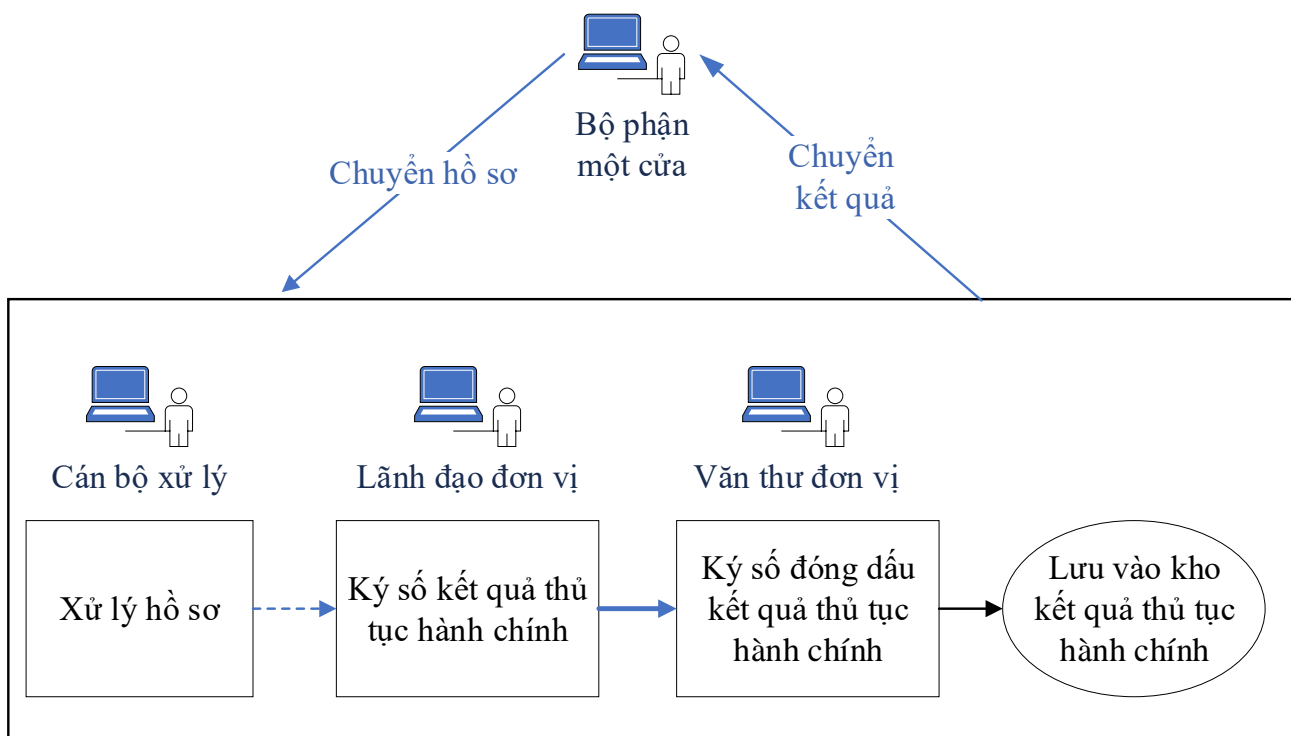 Bộ phận
một cửa
Chuyển hồ sơ
Chuyển
kết quả
Cán bộ xử lý
Lãnh đạo đơn vị
Văn thư đơn vị
Xử lý hồ sơ
Ký số kết quả thủ
tục hành chính
Ký số đóng dấu
kết quả thủ tục
hành chính
Lưu vào kho
kết quả thủ tục
hành chính